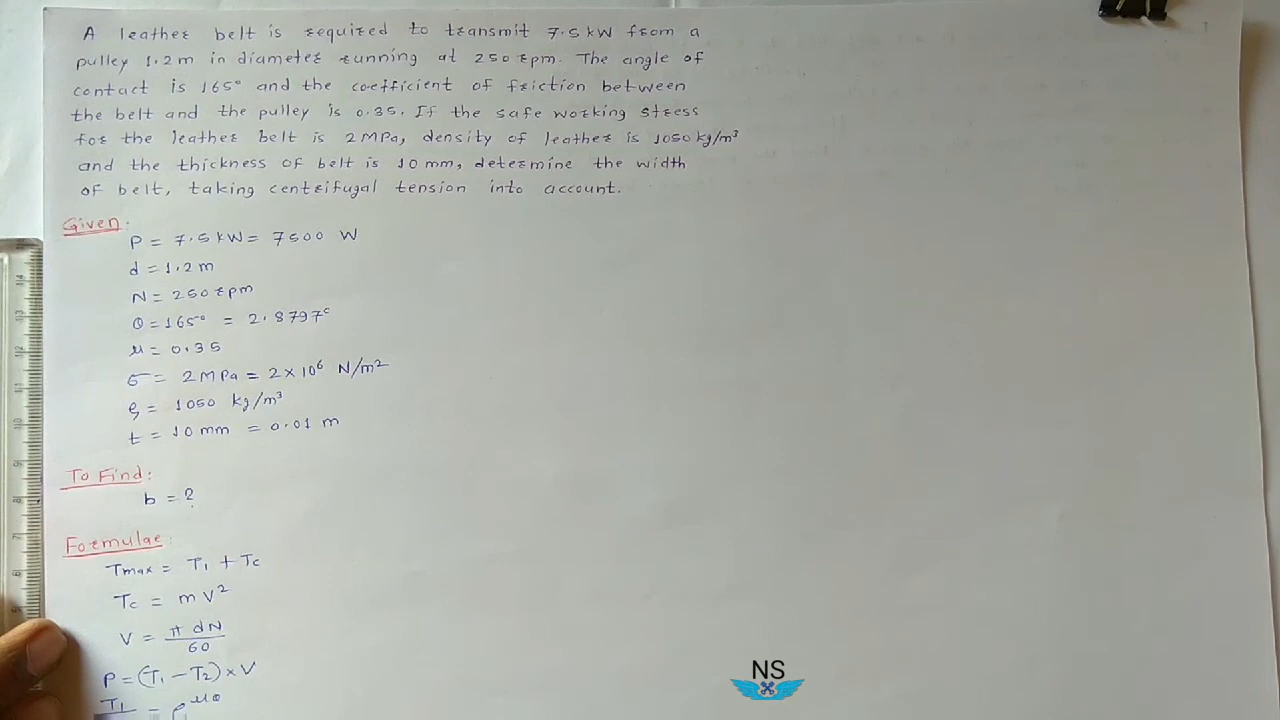 A leather belt is required to transmit 7.5 kW from a
pulley 1.2 m in diameter running at 250 rpm. The angle of
contact is 165° and the coefficient of friction between
the belt and the pulley is 0.35. If the safe working stress
for the leather belt is 2 MPa, density of leather is 1050 kg/m³
and the thickness of belt is 10 mm, determine the width
of belt, taking centrifugal tension into account.
Given:
P = 7.5 kW = 7500 W
d = 1.2 m
N = 250 rpm
θ = 165° = 2.8797ᶜ
μ = 0.35
σ = 2 MPa = 2 × 10⁶ N/m²
ρ = 1050 kg/m³
t = 10 mm = 0.01 m
To Find:
b = ?
Formulae:
Tmax = T₁ + Tc
Tc = mV²
V = πdN/60
P = (T₁ - T₂) × V
T₁ = e^μθ
NS